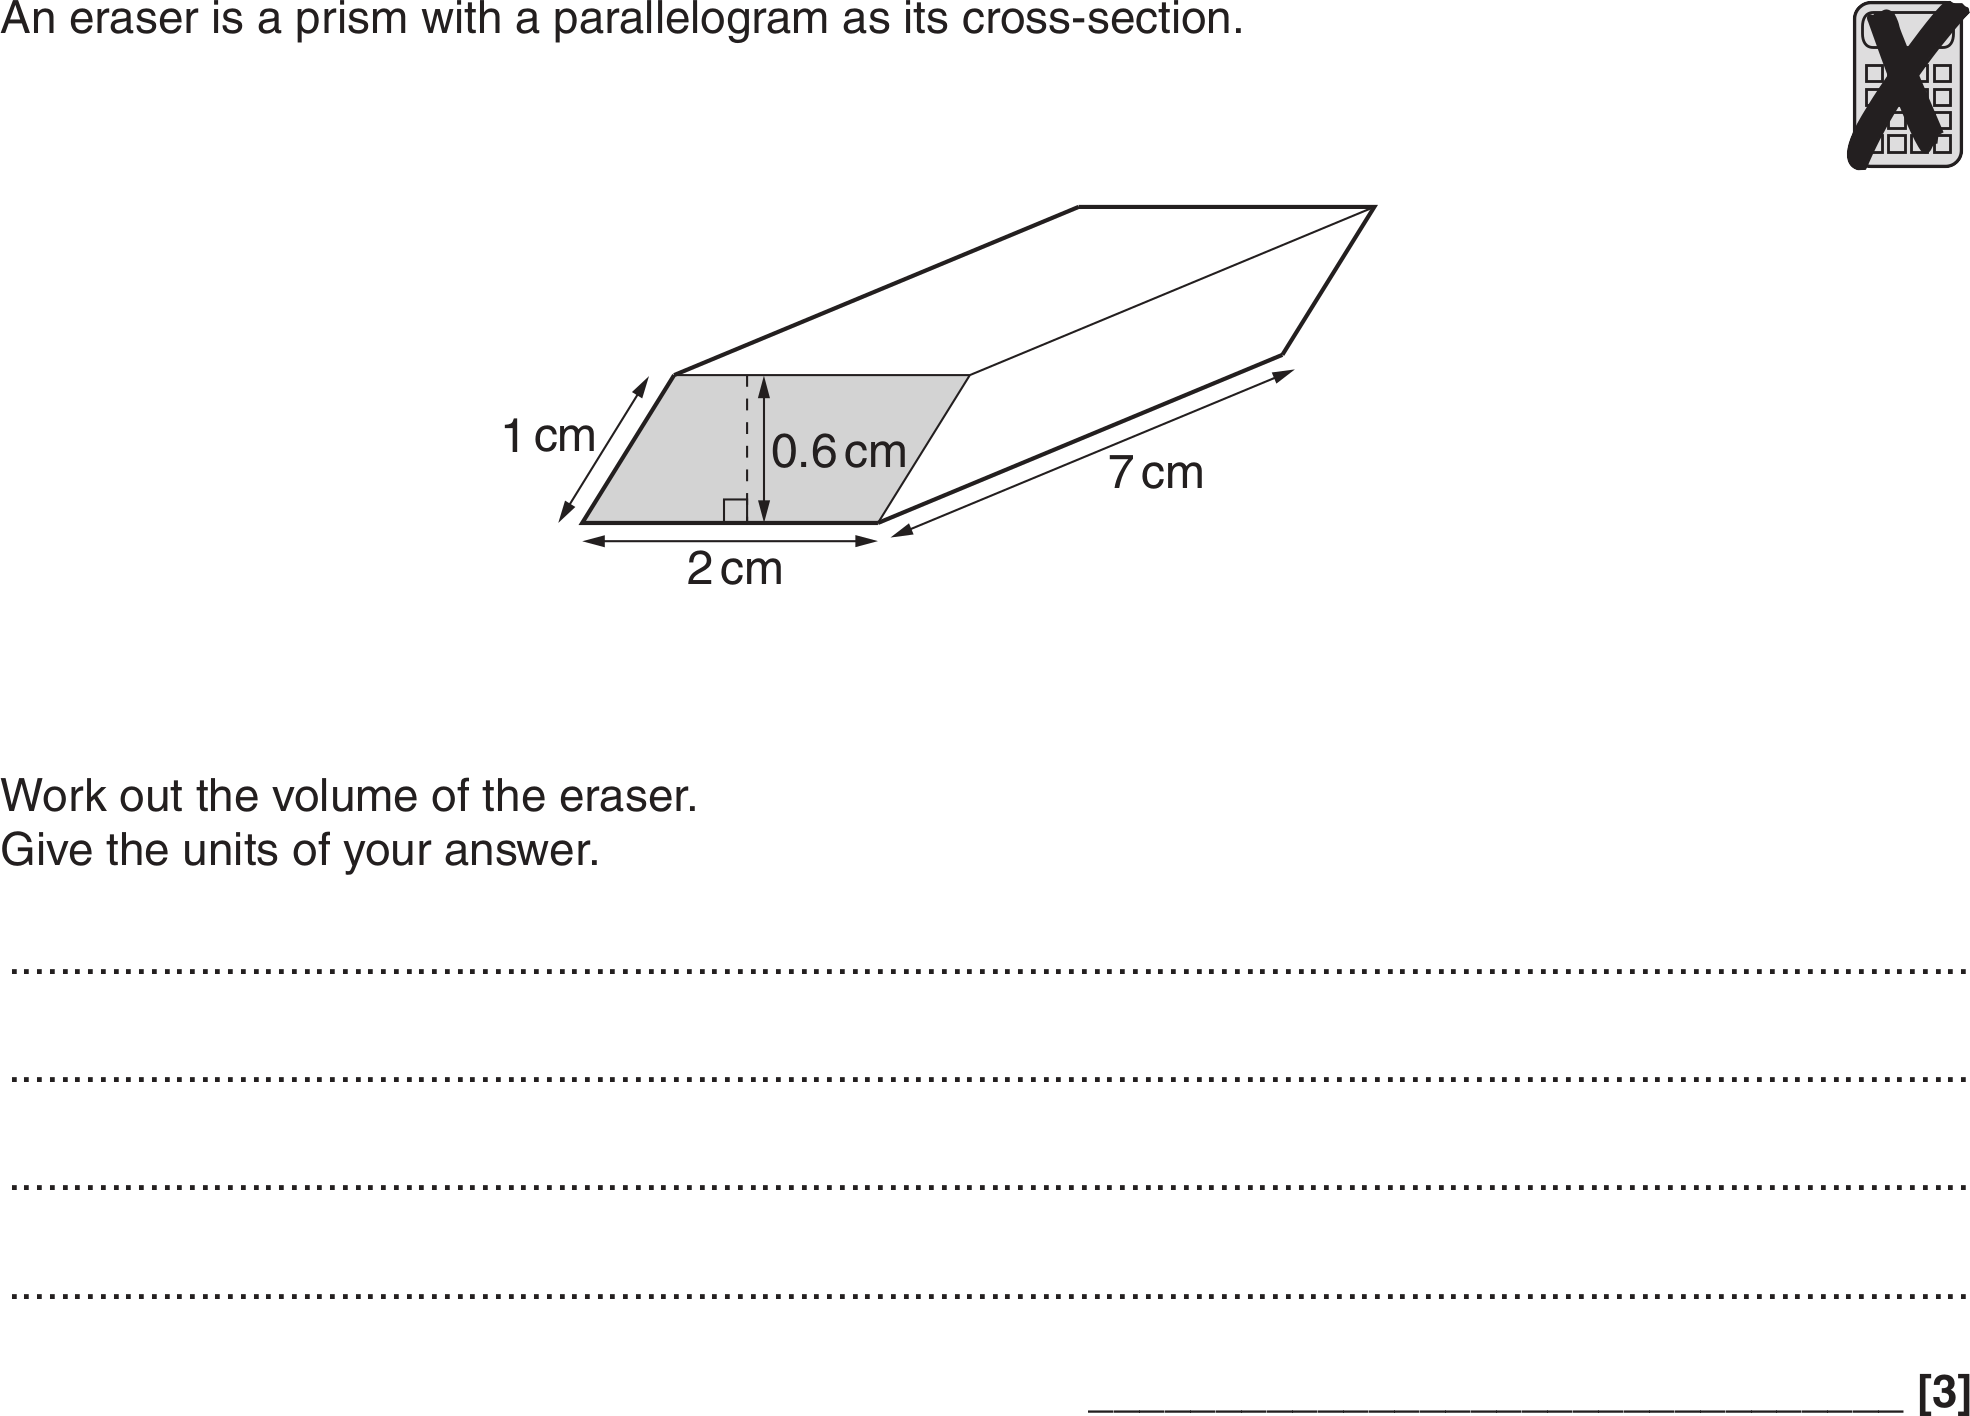 An eraser is a prism with a parallelogram as its cross-section.
1 cm
0.6 cm
7 cm
2 cm
Work out the volume of the eraser.
Give the units of your answer.
[3]